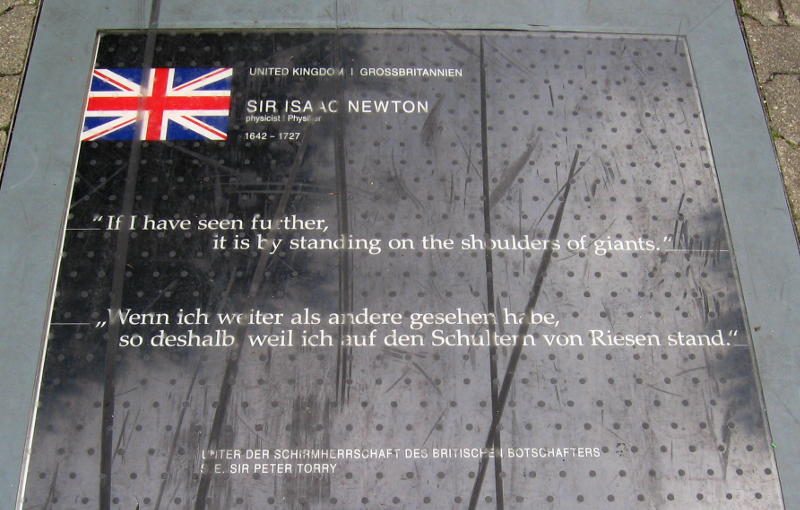 UNITED KINGDOM | GROSSBRITANNIEN
SIR ISAAC NEWTON
physicist | Physiker
1642 – 1727
“If I have seen further,
it is by standing on the shoulders of giants.”
„Wenn ich weiter als andere gesehen habe,
so deshalb, weil ich auf den Schultern von Riesen stand.“
UNTER DER SCHIRMHERRSCHAFT DES BRITISCHEN BOTSCHAFTERS
S. E. SIR PETER TORRY